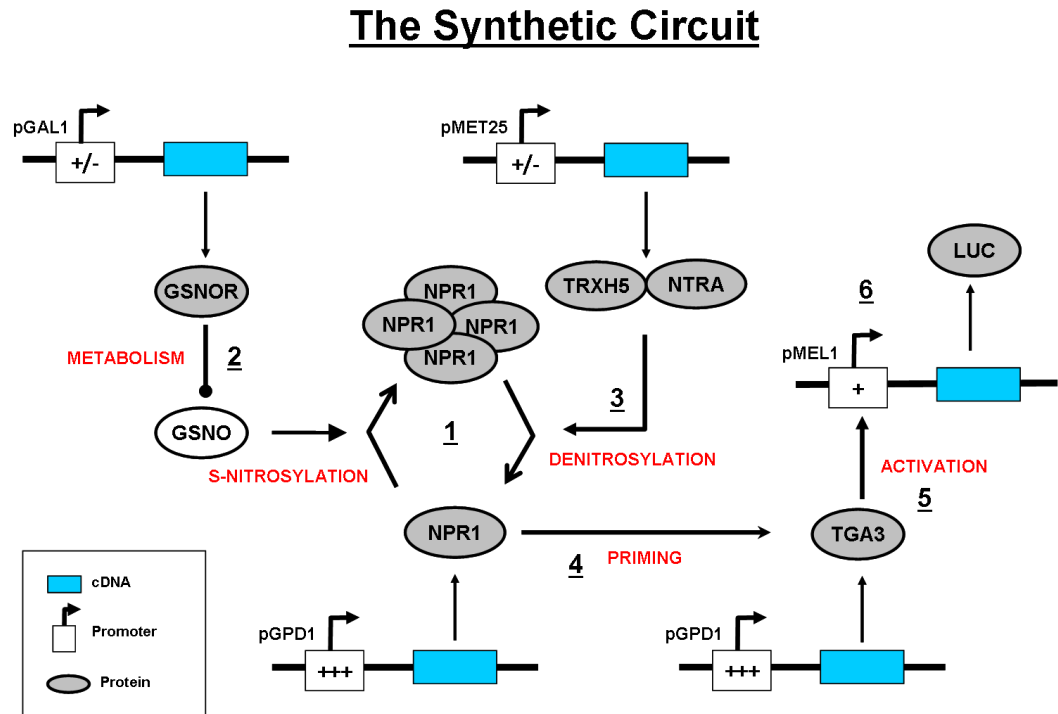 The Synthetic Circuit
pGAL1
+/-
pMET25
+/-
GSNOR
METABOLISM
2
GSNO
S-NITROSYLATION
NPR1
NPR1
NPR1
NPR1
1
TRXH5
NTRA
3
DENITROSYLATION
LUC
6
pMEL1
+
ACTIVATION
5
NPR1
4
PRIMING
TGA3
pGPD1
+++
pGPD1
+++
cDNA
Promoter
Protein